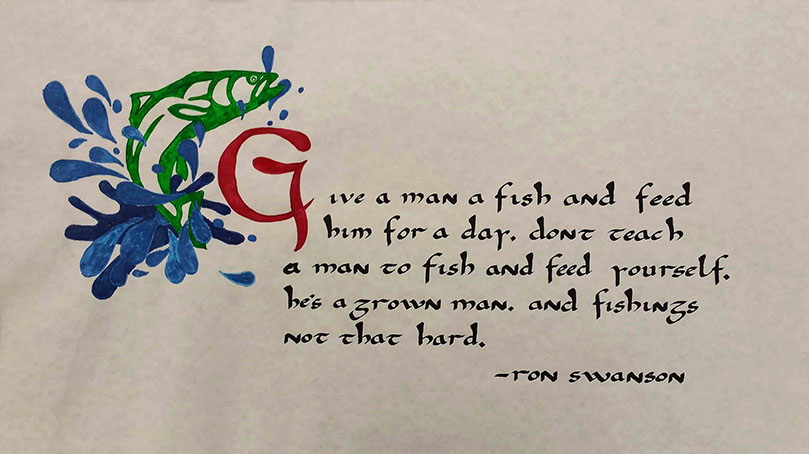 Give a man a fish and feed
him for a day. dont teach
a man to fish and feed yourself.
he's a grown man. and fishings
not that hard.
-ron swanson